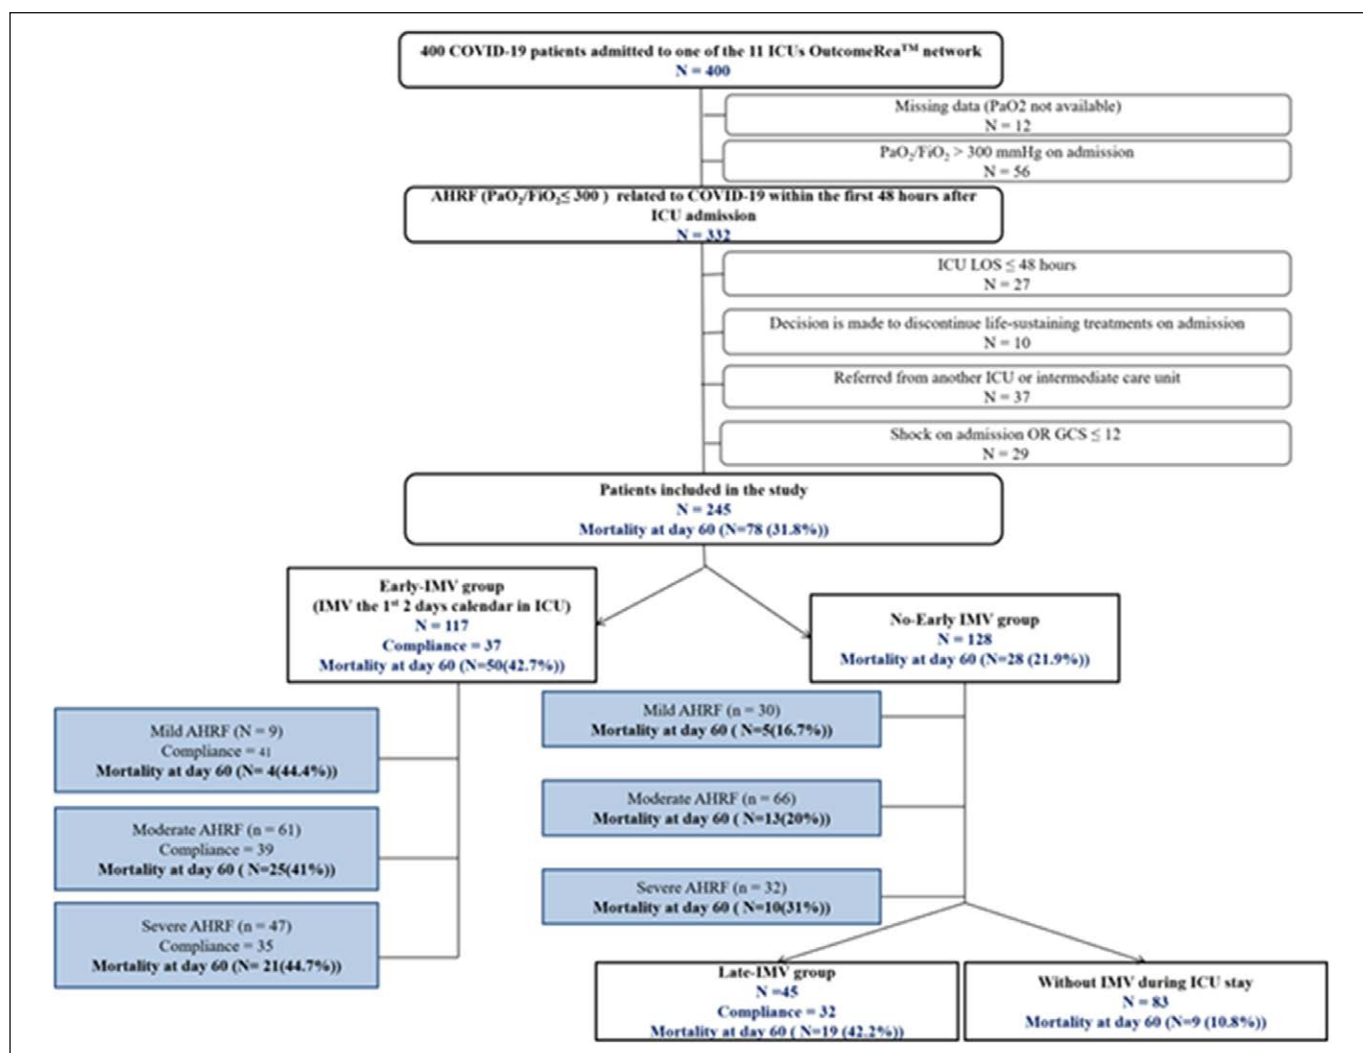 400 COVID-19 patients admitted to one of the 11 ICUs OutcomeRea™ network
N = 400
Missing data (PaO2 not available)
N = 12
PaO₂/FiO₂ > 300 mmHg on admission
N = 56
AHRF (PaO₂/FiO₂≤ 300 ) related to COVID-19 within the first 48 hours after
ICU admission
N = 332
ICU LOS ≤ 48 hours
N = 27
Decision is made to discontinue life-sustaining treatments on admission
N = 10
Referred from another ICU or intermediate care unit
N = 37
Shock on admission OR GCS ≤ 12
N = 29
Patients included in the study
N = 245
Mortality at day 60 (N=78 (31.8%))
Early-IMV group
(IMV the 1st 2 days calendar in ICU)
N = 117
Compliance = 37
Mortality at day 60 (N=50(42.7%))
No-Early IMV group
N = 128
Mortality at day 60 (N=28 (21.9%))
Mild AHRF (N = 9)
Compliance = 41
Mortality at day 60 (N= 4(44.4%))
Moderate AHRF (n = 61)
Compliance = 39
Mortality at day 60 ( N=25(41%))
Severe AHRF (n = 47)
Compliance = 35
Mortality at day 60 (N= 21(44.7%))
Mild AHRF (n = 30)
Mortality at day 60 ( N=5(16.7%))
Moderate AHRF (n = 66)
Mortality at day 60 ( N=13(20%))
Severe AHRF (n = 32)
Mortality at day 60 ( N=10(31%))
Late-IMV group
N =45
Compliance = 32
Mortality at day 60 ( N=19 (42.2%))
Without IMV during ICU stay
N = 83
Mortality at day 60 (N=9 (10.8%))